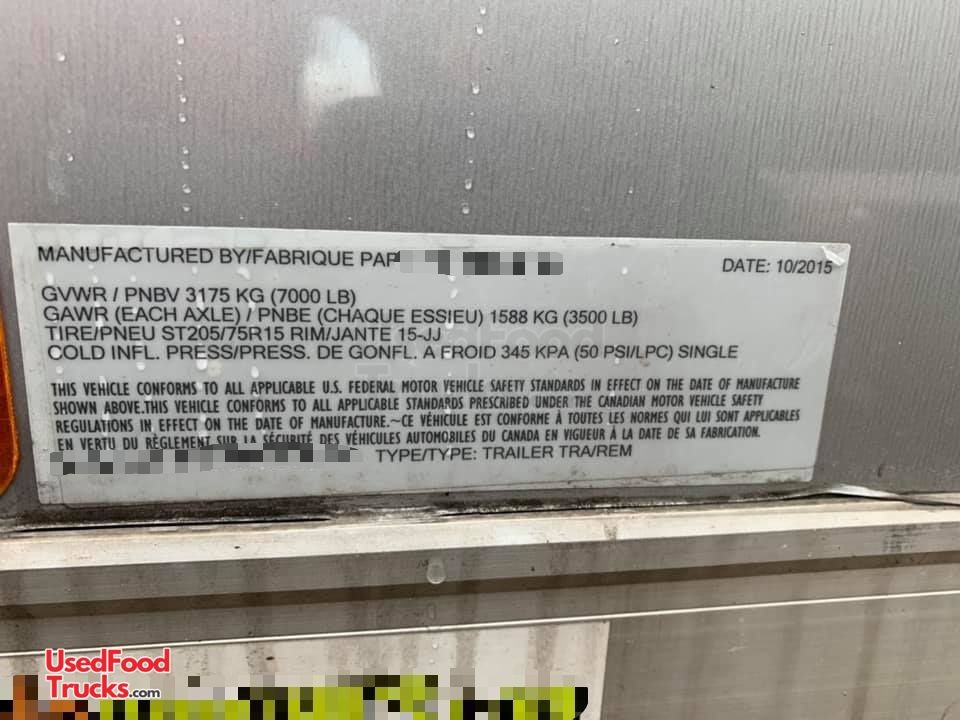 MANUFACTURED BY/FABRIQUE PAR
DATE: 10/2015
GVWR / PNBV 3175 KG (7000 LB)
GAWR (EACH AXLE) / PNBE (CHAQUE ESSIEU) 1588 KG (3500 LB)
TIRE/PNEU ST205/75R15 RIM/JANTE 15-JJ
COLD INFL. PRESS/PRESS. DE GONFL. A FROID 345 KPA (50 PSI/LPC) SINGLE
THIS VEHICLE CONFORMS TO ALL APPLICABLE U.S. FEDERAL MOTOR VEHICLE SAFETY STANDARDS IN EFFECT ON THE DATE OF MANUFACTURE
SHOWN ABOVE.THIS VEHICLE CONFORMS TO ALL APPLICABLE STANDARDS PRESCRIBED UNDER THE CANADIAN MOTOR VEHICLE SAFETY
REGULATIONS IN EFFECT ON THE DATE OF MANUFACTURE.~CE VÉHICULE EST CONFORME À TOUTES LES NORMES QUI LUI SONT APPLICABLES
EN VERTU DU RÈGLEMENT SUR LA SÉCURITÉ DES VÉHICULES AUTOMOBILES DU CANADA EN VIGUEUR À LA DATE DE SA FABRICATION.
TYPE/TYPE: TRAILER TRA/REM
UsedFood
Trucks.com